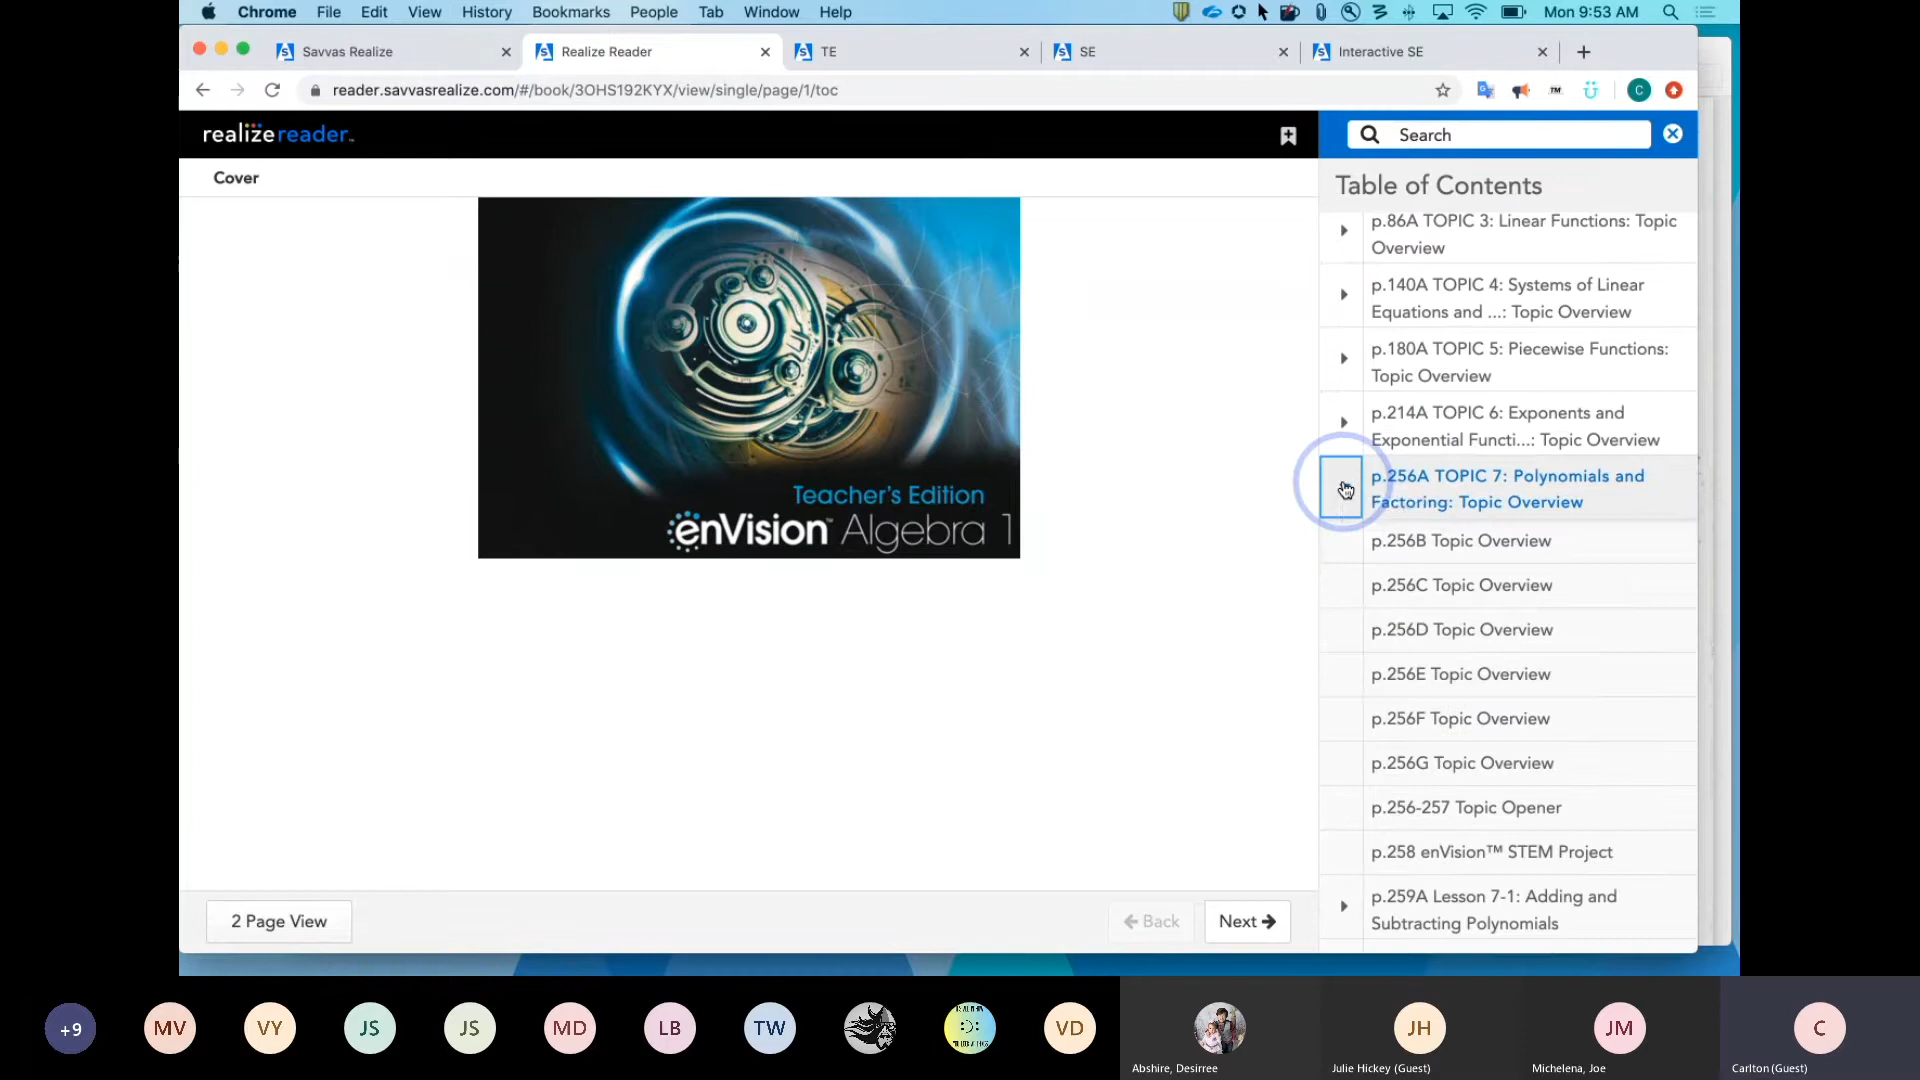 Chrome File Edit View History Bookmarks People Tab Window Help Mon 9:53 AM
Savvas Realize Realize Reader TE SE Interactive SE
reader.savvasrealize.com/#/book/3OHS192KYX/view/single/page/1/toc TM C
realizereader™ Search
Cover
Table of Contents
p.86A TOPIC 3: Linear Functions: Topic
Overview
p.140A TOPIC 4: Systems of Linear
Equations and ...: Topic Overview
p.180A TOPIC 5: Piecewise Functions:
Topic Overview
p.214A TOPIC 6: Exponents and
Exponential Functi...: Topic Overview
p.256A TOPIC 7: Polynomials and
Factoring: Topic Overview
p.256B Topic Overview
p.256C Topic Overview
p.256D Topic Overview
p.256E Topic Overview
p.256F Topic Overview
p.256G Topic Overview
p.256-257 Topic Opener
p.258 enVision™ STEM Project
p.259A Lesson 7-1: Adding and
Subtracting Polynomials
Teacher's Edition
enVision™ Algebra 1
2 Page View Back Next
+9 MV VY JS JS MD LB TW VD JH JM C
Abshire, Desirree Julie Hickey (Guest) Michelena, Joe Carlton (Guest)